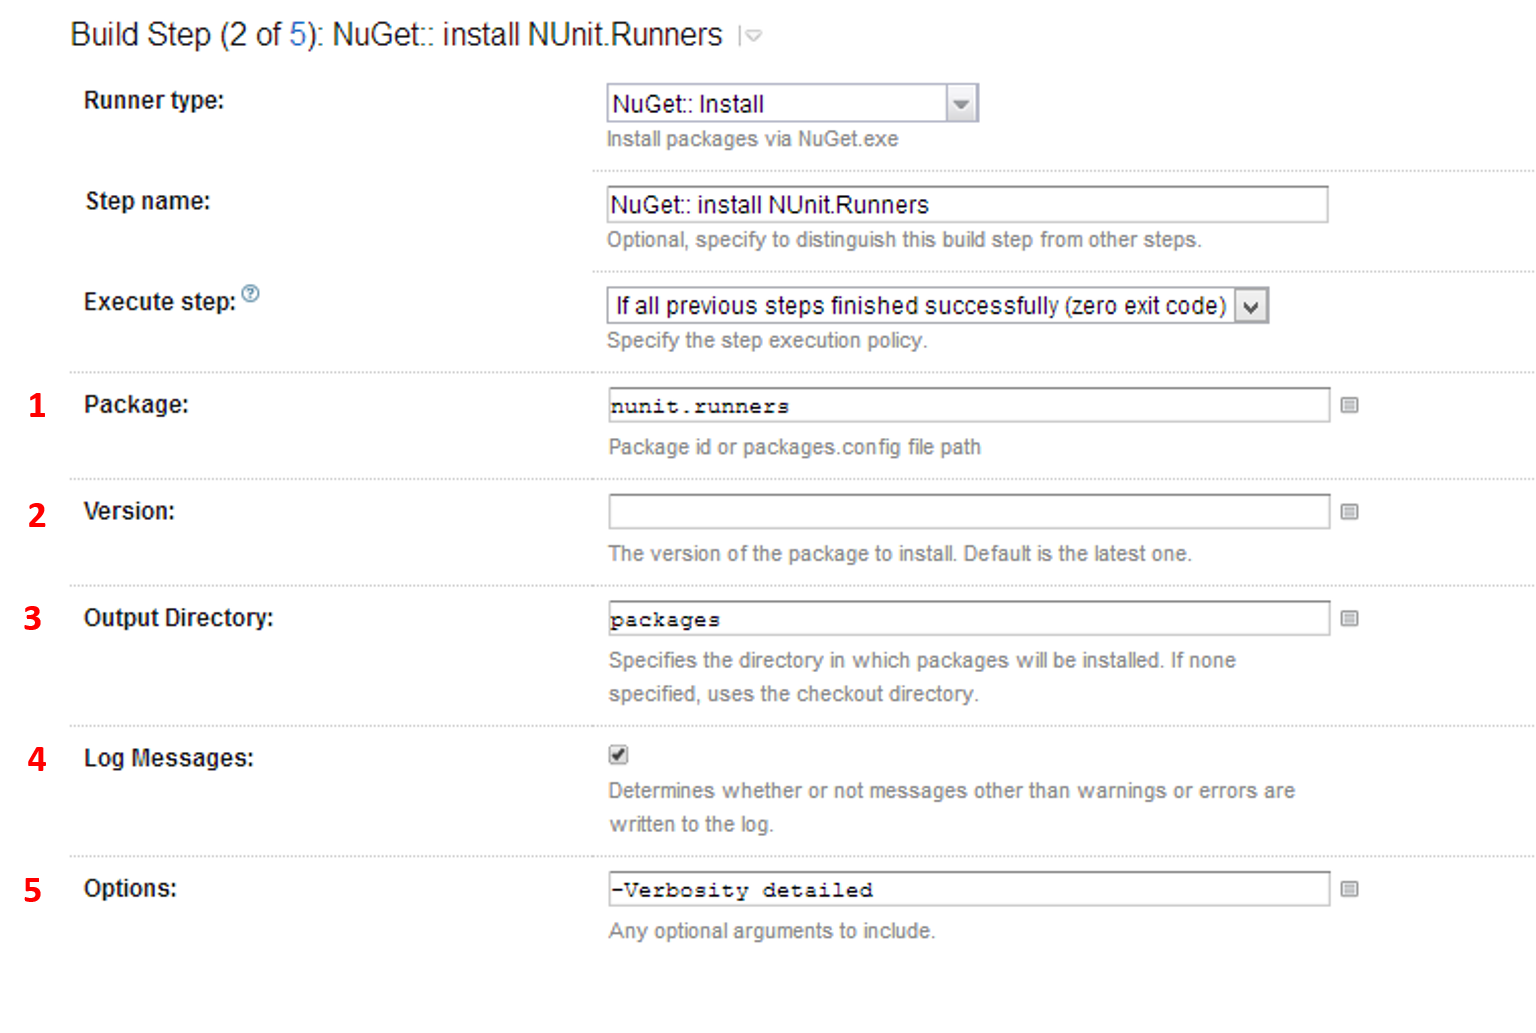 Build Step (2 of 5): NuGet:: install NUnit.Runners
Runner type:
NuGet:: Install
Install packages via NuGet.exe
Step name:
NuGet:: install NUnit.Runners
Optional, specify to distinguish this build step from other steps.
Execute step:
If all previous steps finished successfully (zero exit code)
Specify the step execution policy.
1 Package:
nunit.runners
Package id or packages.config file path
2 Version:
The version of the package to install. Default is the latest one.
3 Output Directory:
packages
Specifies the directory in which packages will be installed. If none
specified, uses the checkout directory.
4 Log Messages:
Determines whether or not messages other than warnings or errors are
written to the log.
5 Options:
-Verbosity detailed
Any optional arguments to include.